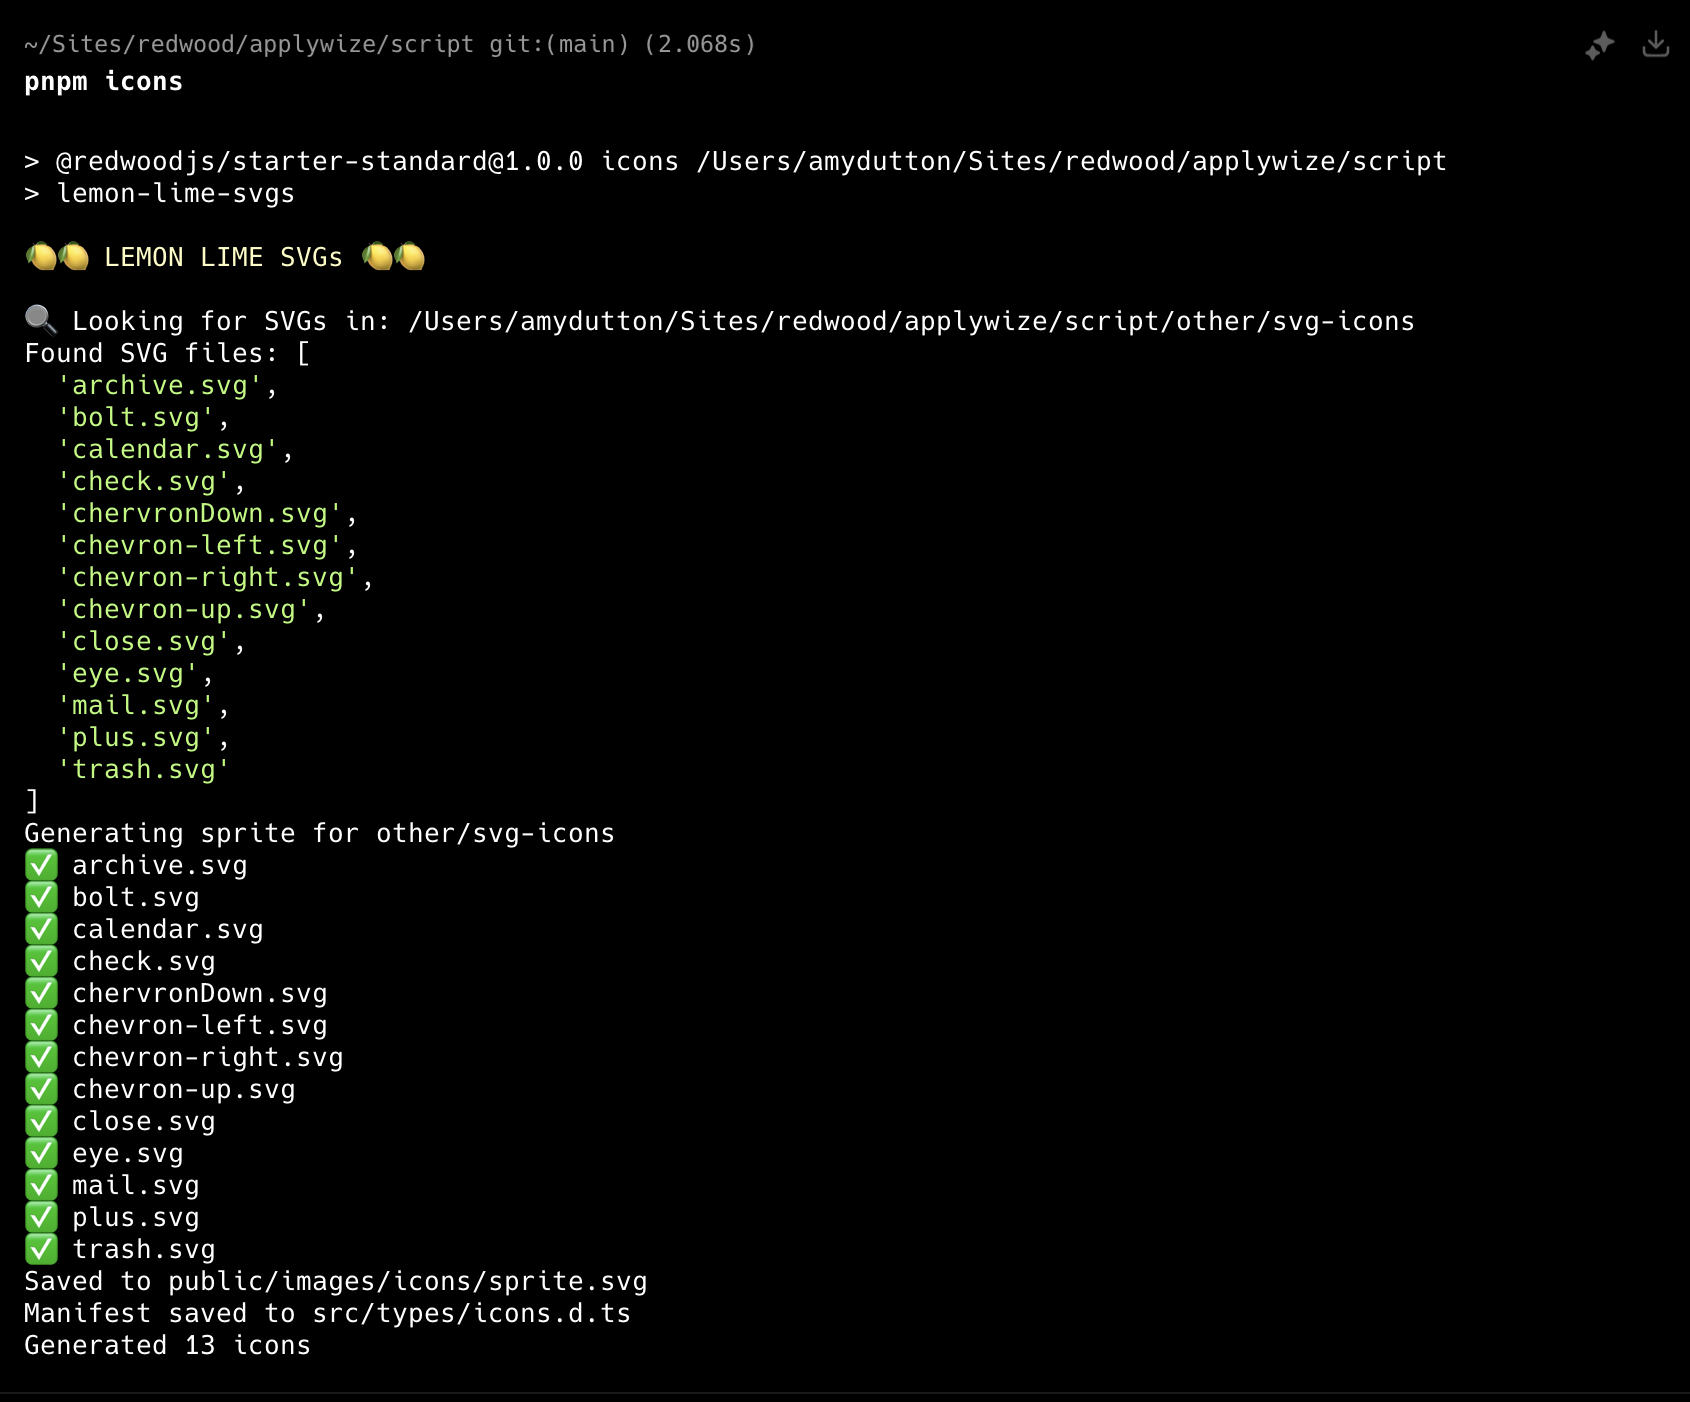 ~/Sites/redwood/applywize/script git:(main) (2.068s)
pnpm icons
> @redwoodjs/starter-standard@1.0.0 icons /Users/amydutton/Sites/redwood/applywize/script
> lemon-lime-svgs
🍋🍋 LEMON LIME SVGs 🍋🍋
🔍 Looking for SVGs in: /Users/amydutton/Sites/redwood/applywize/script/other/svg-icons
Found SVG files: [
  'archive.svg',
  'bolt.svg',
  'calendar.svg',
  'check.svg',
  'chervronDown.svg',
  'chevron-left.svg',
  'chevron-right.svg',
  'chevron-up.svg',
  'close.svg',
  'eye.svg',
  'mail.svg',
  'plus.svg',
  'trash.svg'
]
Generating sprite for other/svg-icons
✅ archive.svg
✅ bolt.svg
✅ calendar.svg
✅ check.svg
✅ chervronDown.svg
✅ chevron-left.svg
✅ chevron-right.svg
✅ chevron-up.svg
✅ close.svg
✅ eye.svg
✅ mail.svg
✅ plus.svg
✅ trash.svg
Saved to public/images/icons/sprite.svg
Manifest saved to src/types/icons.d.ts
Generated 13 icons